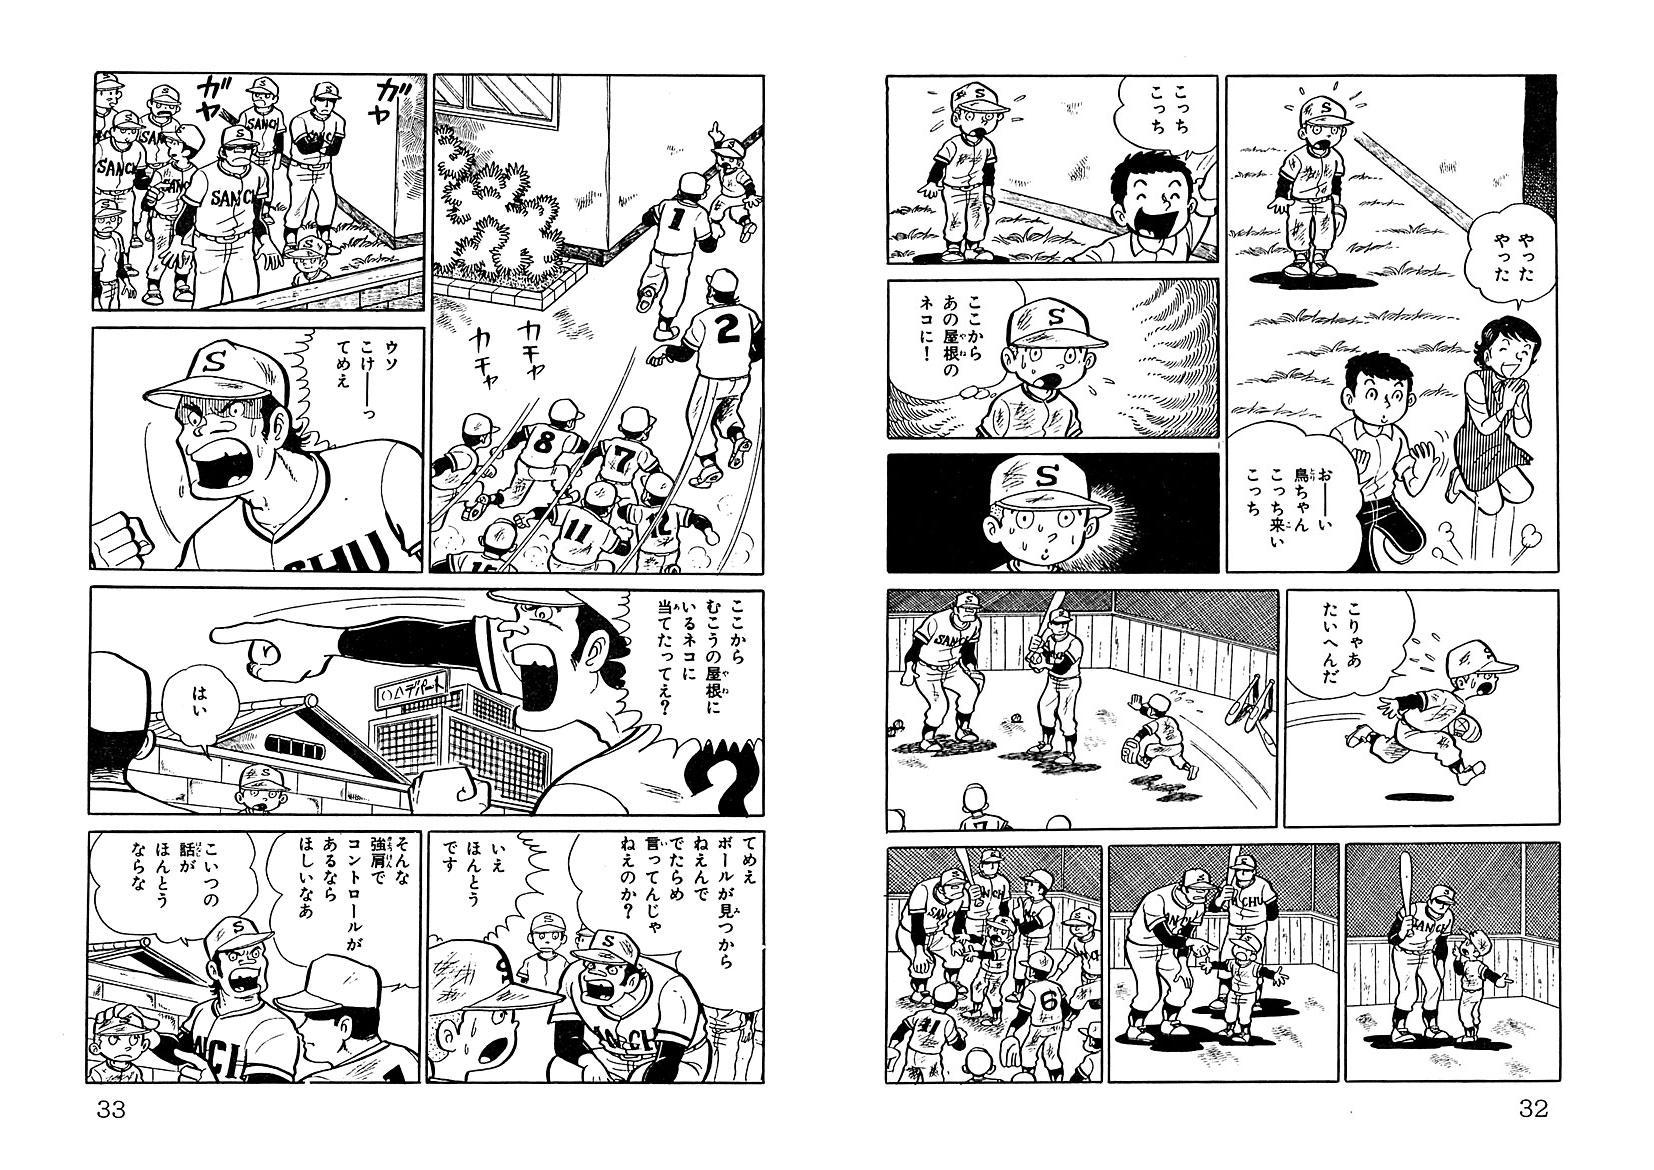 やった
やった
おーい
鳥ちゃん
こっち来い
こっち
こっち
こっち
ここから
あの屋根の
ネコに！
こりゃあ
たいへんだ
32
カチャ
カチャ
ガヤ
ガヤ
ウソ
こけーーっ
てめえ
ここから
むこうの屋根に
いるネコに
当てたってえ？
○△デパート
はい
てめえ
ボールが見つから
ねえんで
でたらめ
言ってんじゃ
ねえのか？
いえ
ほんとう
です
そんな
強肩で
コントロールが
あるなら
ほしいなあ
こいつの
話が
ほんとう
ならな
33